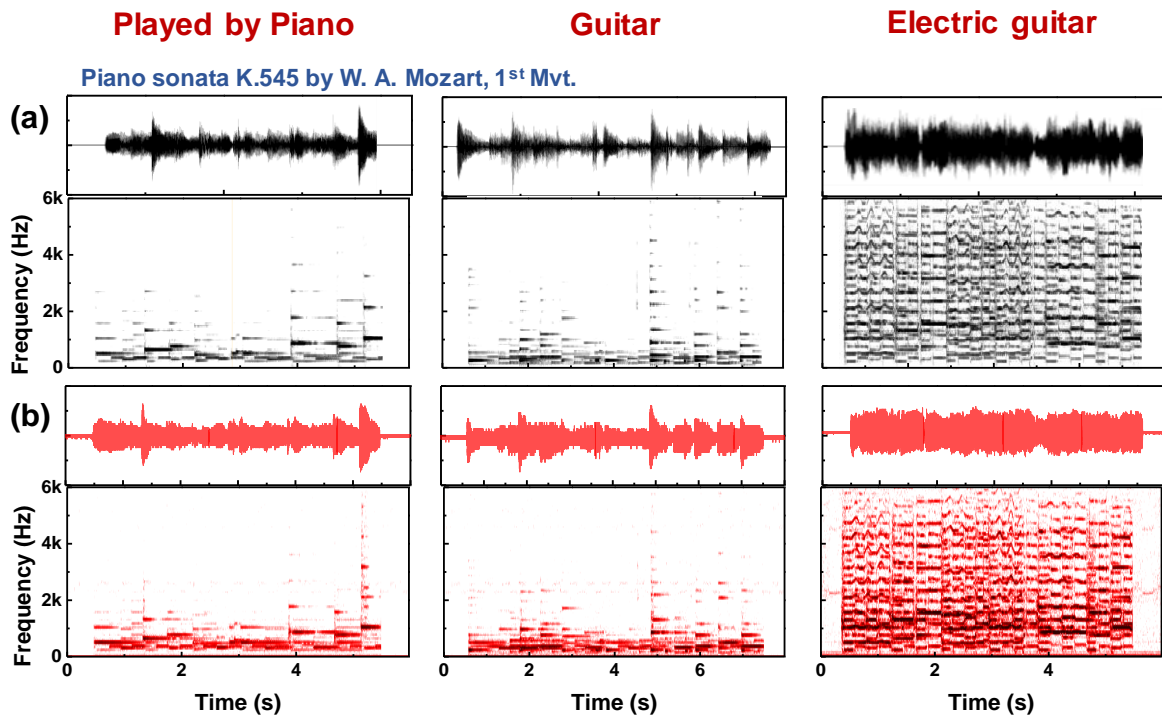 Played by Piano
Guitar
Electric guitar
Piano sonata K.545 by W. A. Mozart, 1st Mvt.
(a)
6k
4k
2k
0
Frequency (Hz)
(b)
6k
4k
2k
0
Frequency (Hz)
0 2 4
0 2 4 6
2 4
Time (s)
Time (s)
Time (s)